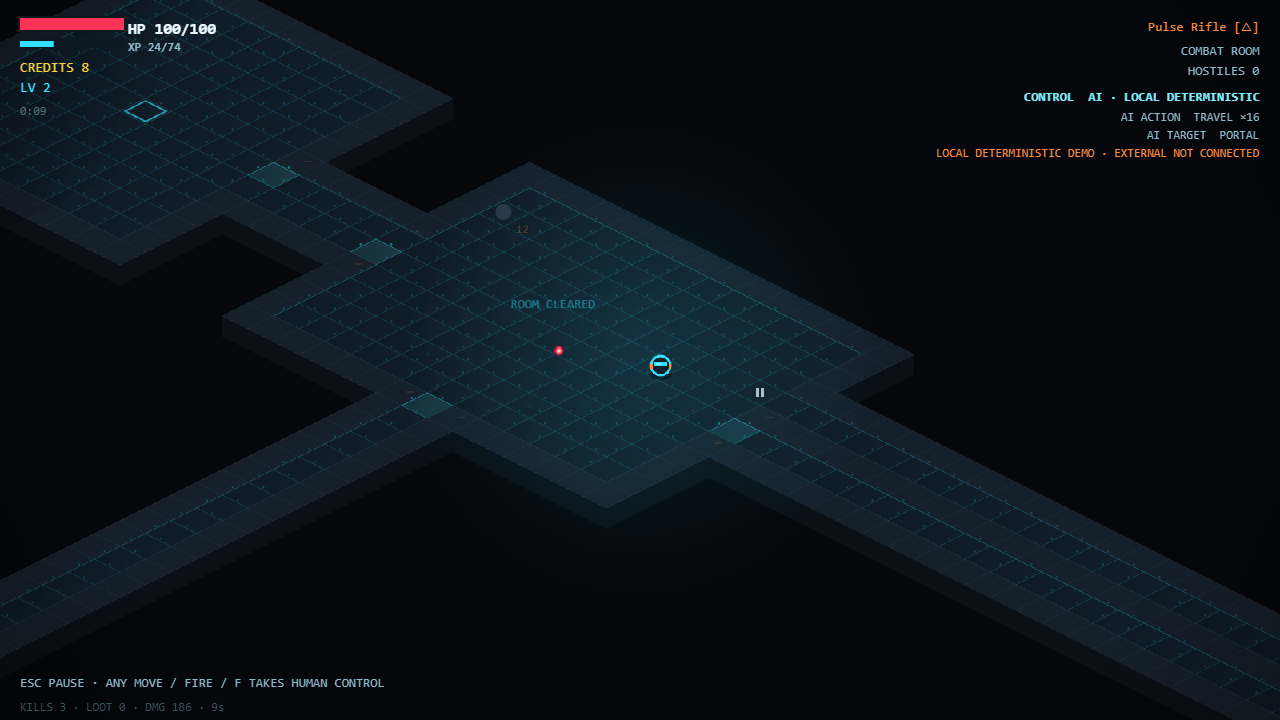 HP 100/100
XP 24/74
CREDITS 8
LV 2
0:09
Pulse Rifle [△]
COMBAT ROOM
HOSTILES 0
CONTROL AI · LOCAL DETERMINISTIC
AI ACTION TRAVEL ×16
AI TARGET PORTAL
LOCAL DETERMINISTIC DEMO · EXTERNAL NOT CONNECTED
12
ROOM CLEARED
ESC PAUSE · ANY MOVE / FIRE / F TAKES HUMAN CONTROL
KILLS 3 · LOOT 0 · DMG 186 · 9s